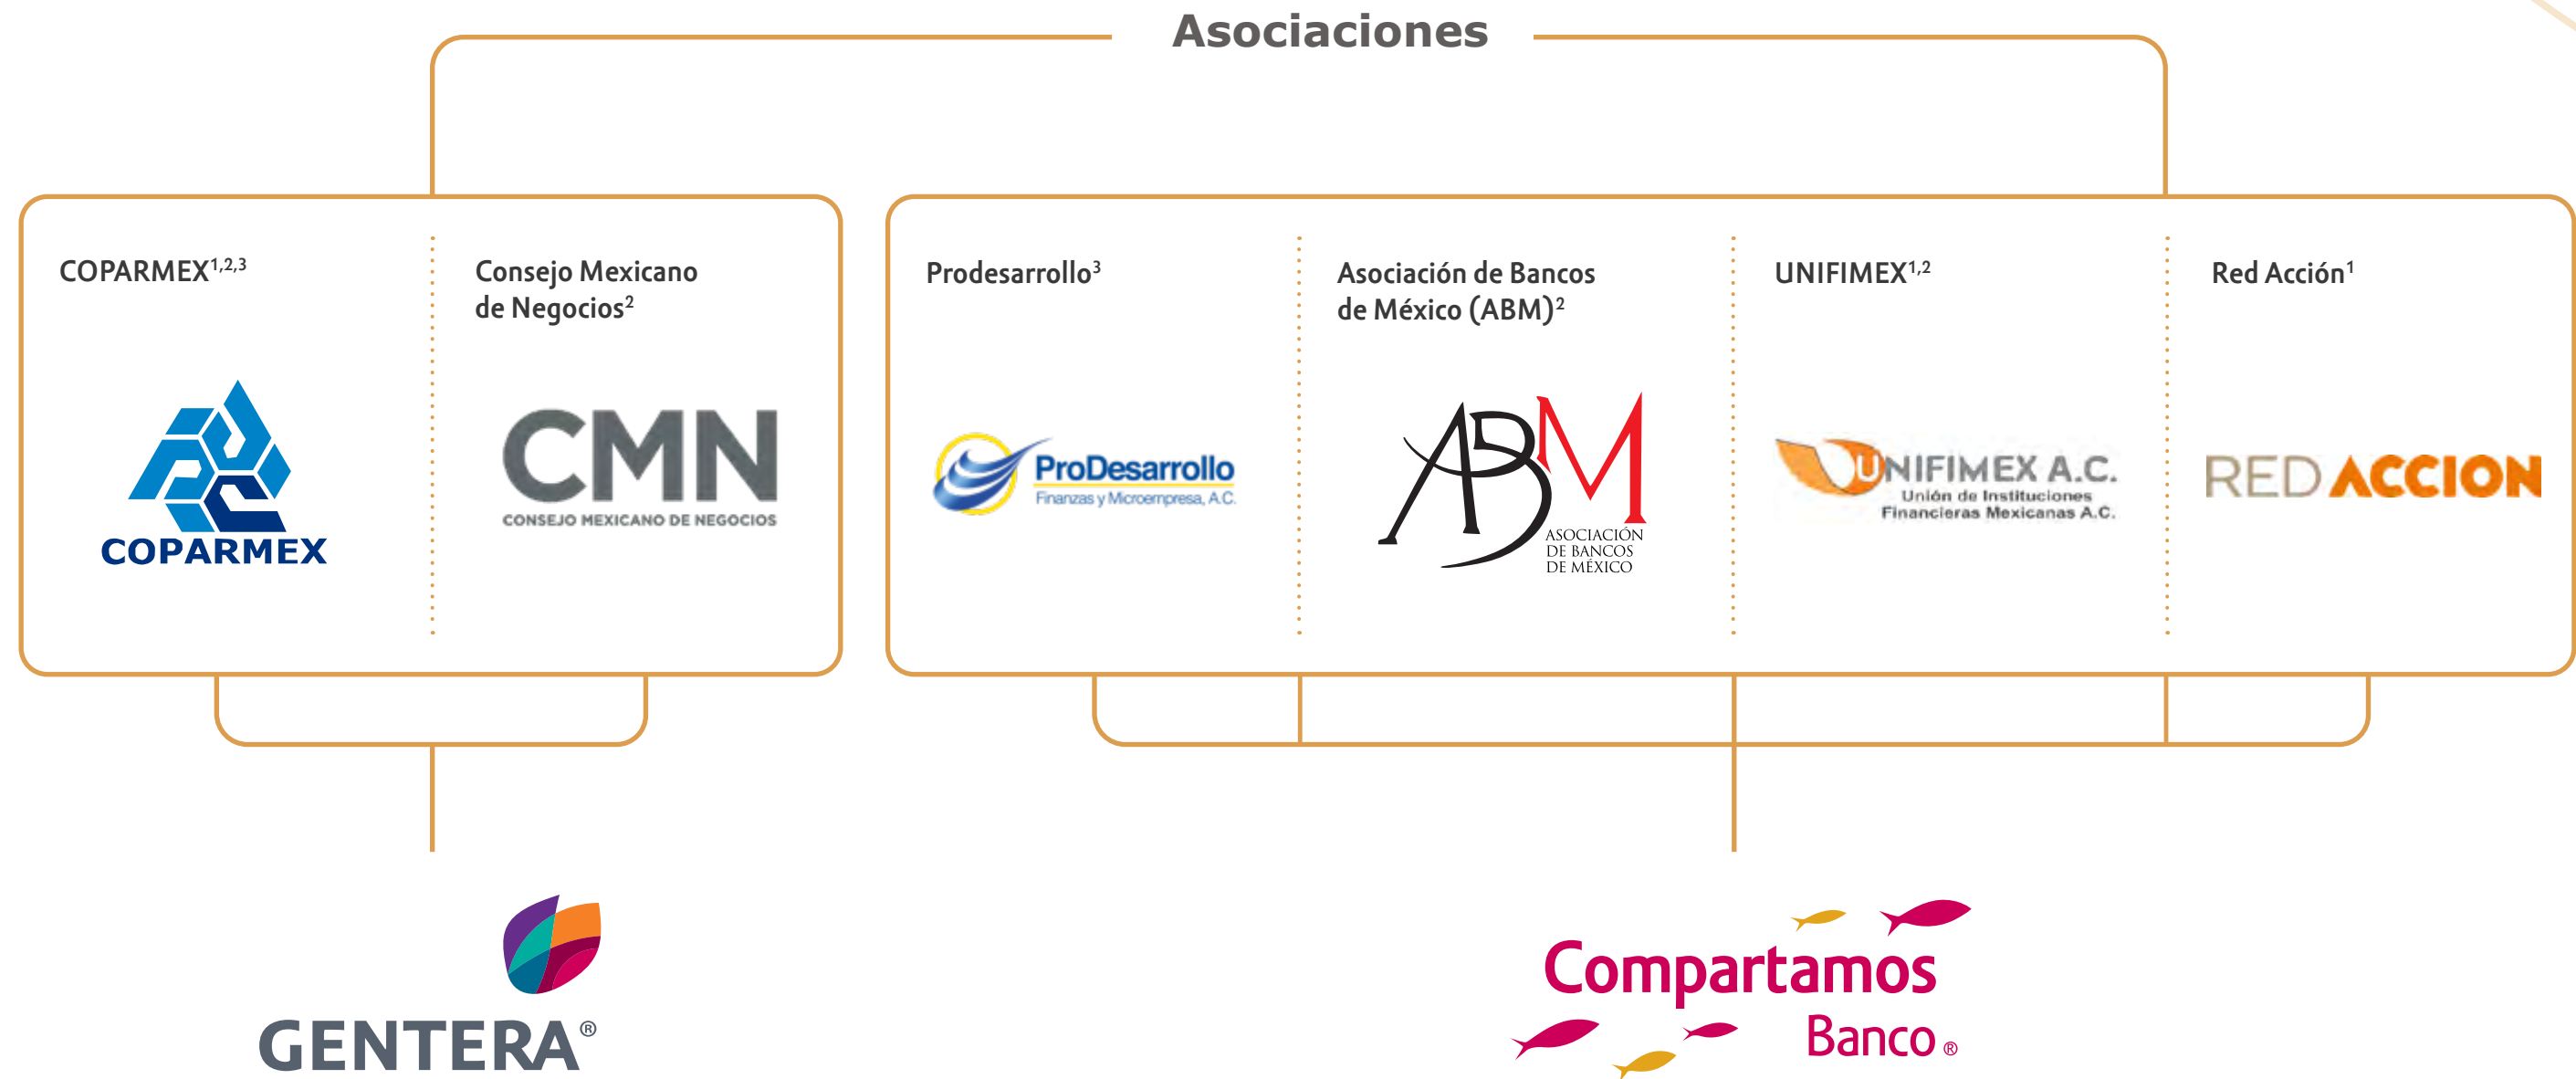 Asociaciones
COPARMEX1,2,3
Consejo Mexicano
de Negocios2
Prodesarrollo3
Asociación de Bancos
de México (ABM)2
UNIFIMEX1,2
Red Acción1
COPARMEX
CMN
CONSEJO MEXICANO DE NEGOCIOS
ProDesarrollo
Finanzas y Microempresa, A.C.
ABM
ASOCIACIÓN
DE BANCOS
DE MÉXICO
UNIFIMEX A.C.
Unión de Instituciones
Financieras Mexicanas A.C.
RED ACCION
GENTERA®
Compartamos
Banco®